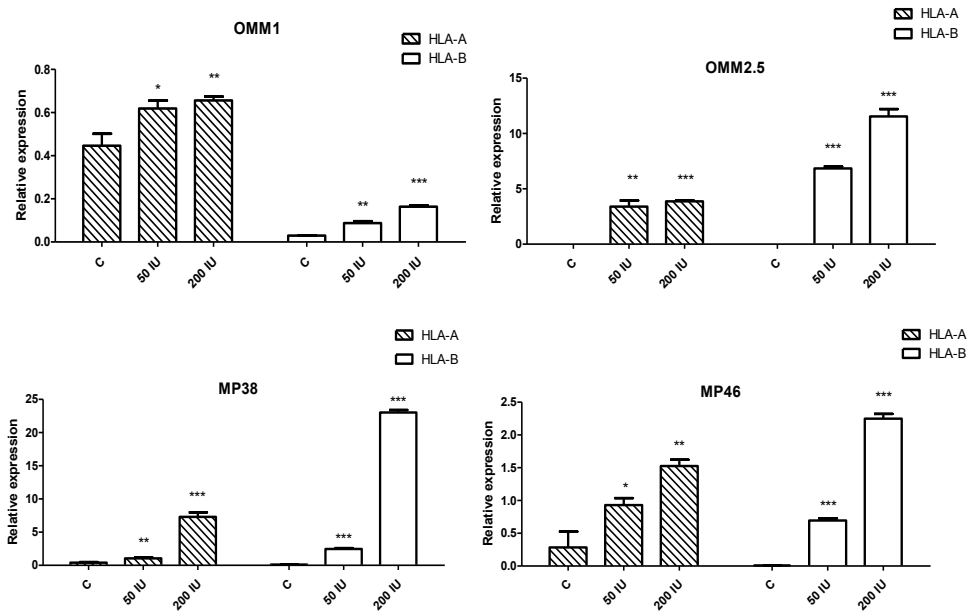 OMM1
HLA-A
HLA-B
Relative expression
0.8
0.6
0.4
0.2
0.0
*
**
**
***
C
50 IU
200 IU
C
50 IU
200 IU
HLA-A
HLA-B
OMM2.5
Relative expression
15
10
5
0
**
***
***
***
C
50 IU
200 IU
C
50 IU
200 IU
HLA-A
HLA-B
MP38
Relative expression
25
20
15
10
5
0
**
***
***
***
C
50 IU
200 IU
C
50 IU
200 IU
HLA-A
HLA-B
MP46
Relative expression
2.5
2.0
1.5
1.0
0.5
0.0
*
**
***
***
C
50 IU
200 IU
C
50 IU
200 IU